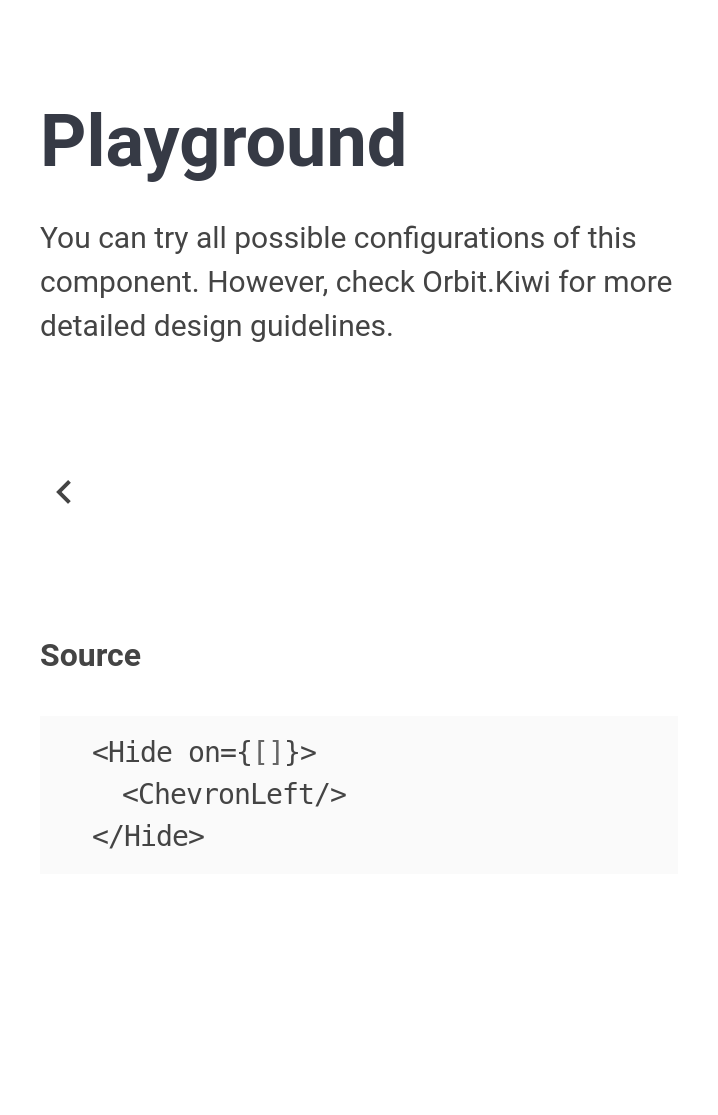 Playground
You can try all possible configurations of this
component. However, check Orbit.Kiwi for more
detailed design guidelines.
Source
<Hide on={[]}>
  <ChevronLeft/>
</Hide>